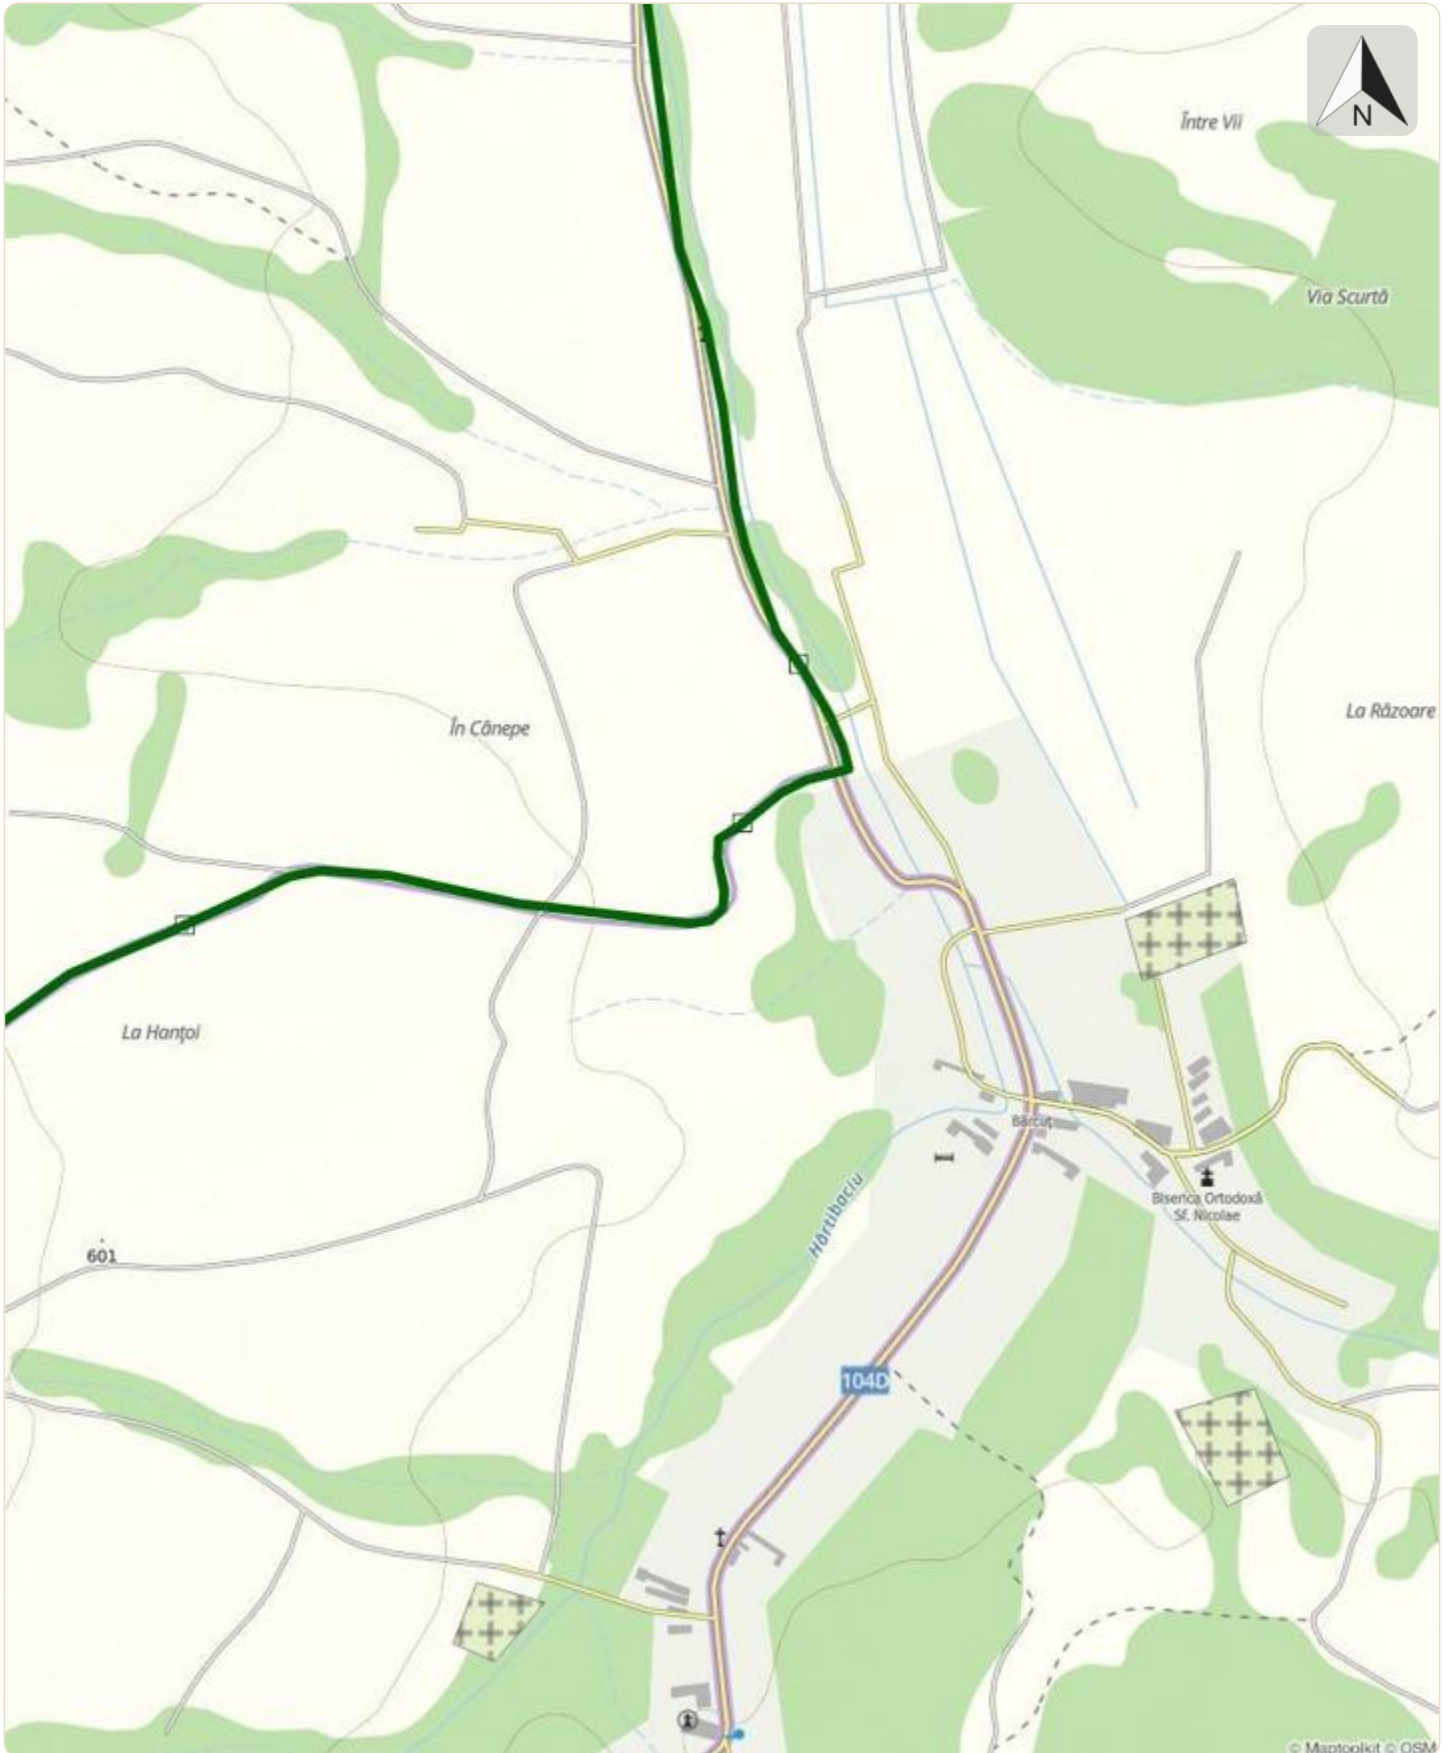 Între Vii
N
Via Scurtă
La Răzoare
În Cânepe
La Hanțoi
Bărcuț
Biserica Ortodoxă
Sf. Nicolae
Hârtibaciu
601
104D
© Maptoolkit © OSM